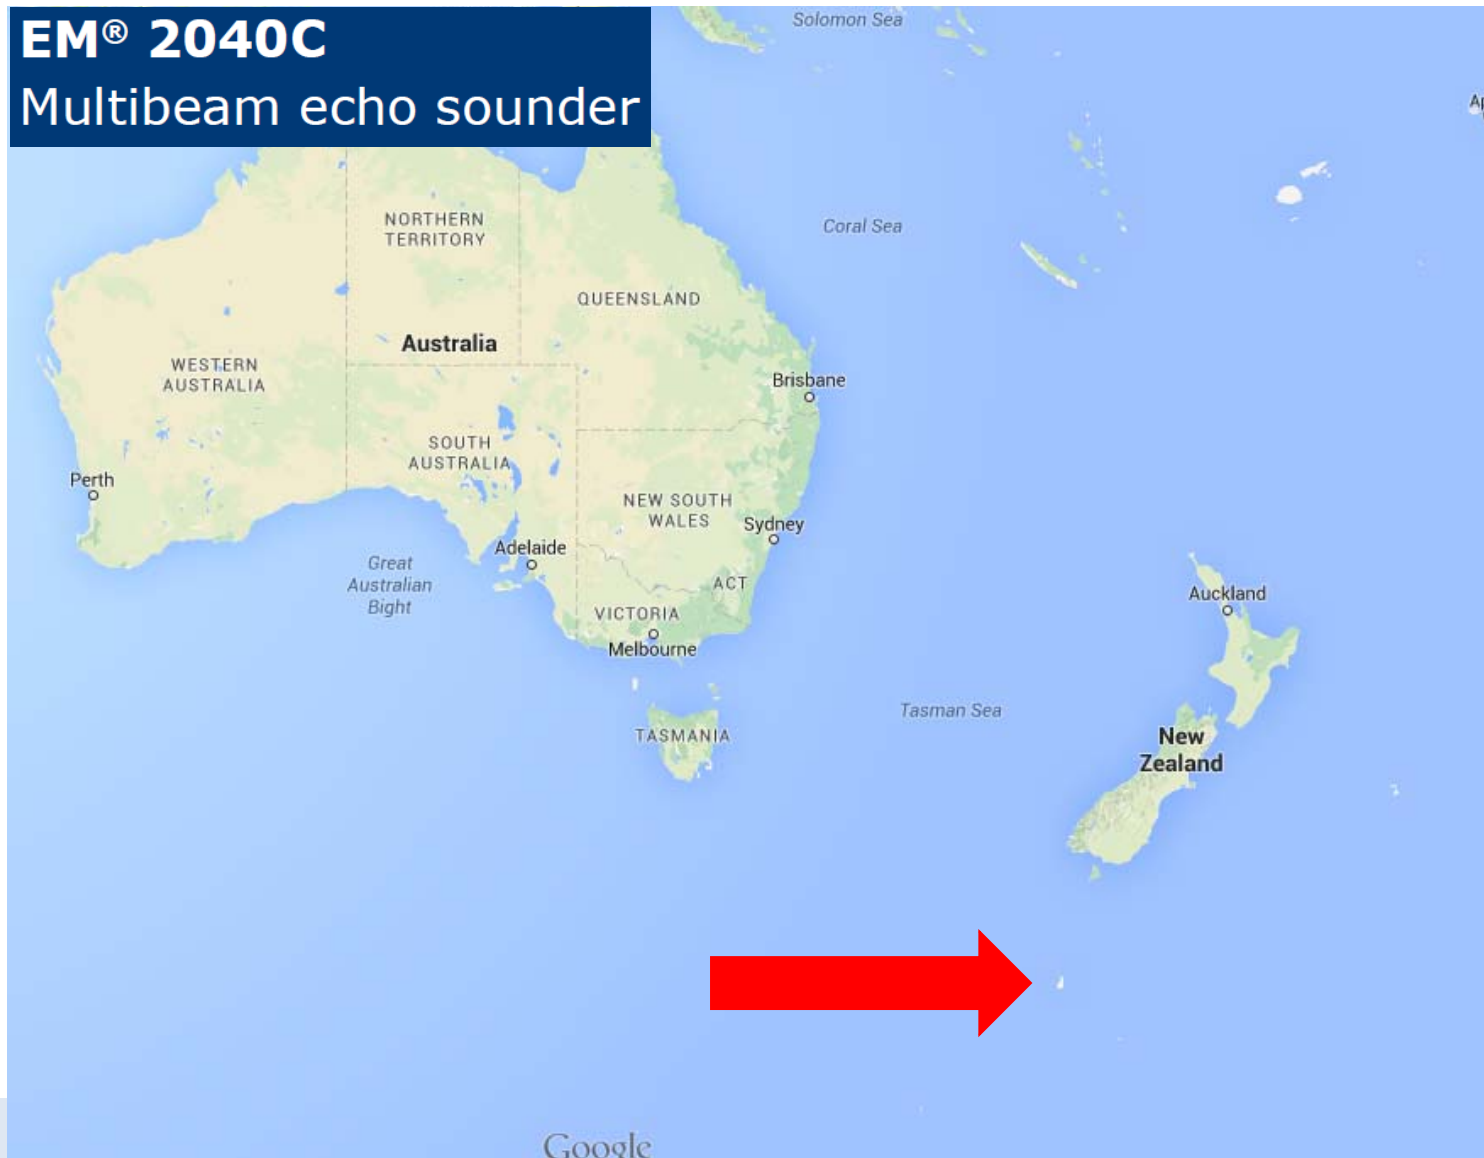 EM® 2040C
Multibeam echo sounder
Solomon Sea
Coral Sea
NORTHERN
TERRITORY
QUEENSLAND
Australia
WESTERN
AUSTRALIA
Brisbane
SOUTH
AUSTRALIA
Perth
NEW SOUTH
WALES
Sydney
Adelaide
Great
Australian
Bight
ACT
VICTORIA
Melbourne
Auckland
Tasman Sea
TASMANIA
New
Zealand
Google